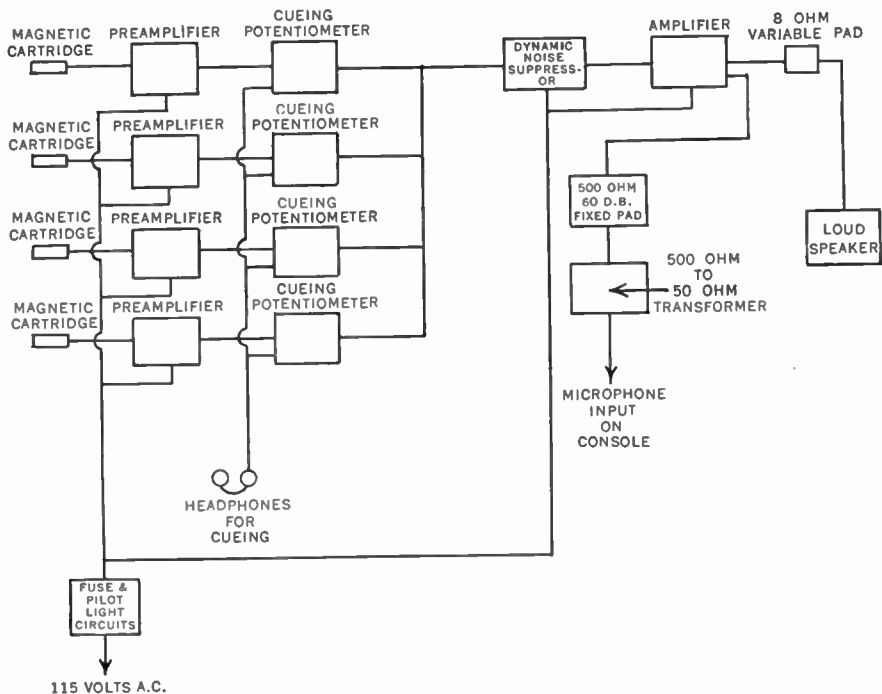 MAGNETIC
CARTRIDGE
PREAMPLIFIER
CUEING
POTENTIOMETER
DYNAMIC
NOISE
SUPPRESS-
OR
AMPLIFIER
8 OHM
VARIABLE PAD
MAGNETIC
CARTRIDGE
PREAMPLIFIER
CUEING
POTENTIOMETER
MAGNETIC
CARTRIDGE
PREAMPLIFIER
CUEING
POTENTIOMETER
500 OHM
60 D.B.
FIXED PAD
LOUD
SPEAKER
MAGNETIC
CARTRIDGE
PREAMPLIFIER
CUEING
POTENTIOMETER
500 OHM
TO
50 OHM
TRANSFORMER
MICROPHONE
INPUT
ON
CONSOLE
HEADPHONES
FOR
CUEING
FUSE &
PILOT
LIGHT
CIRCUITS
115 VOLTS A.C.